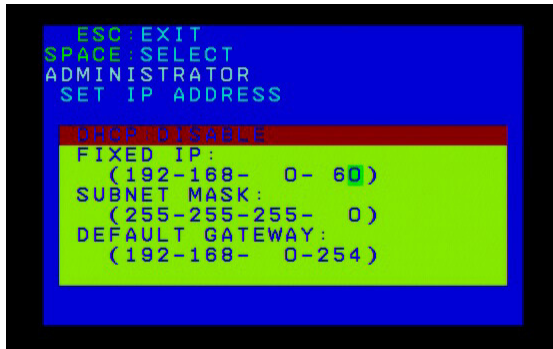 ESC:EXIT
SPACE:SELECT
ADMINISTRATOR
SET IP ADDRESS
DHCP:DISABLE
FIXED IP:
(192-168-  0- 60)
SUBNET MASK:
(255-255-255-  0)
DEFAULT GATEWAY:
(192-168-  0-254)